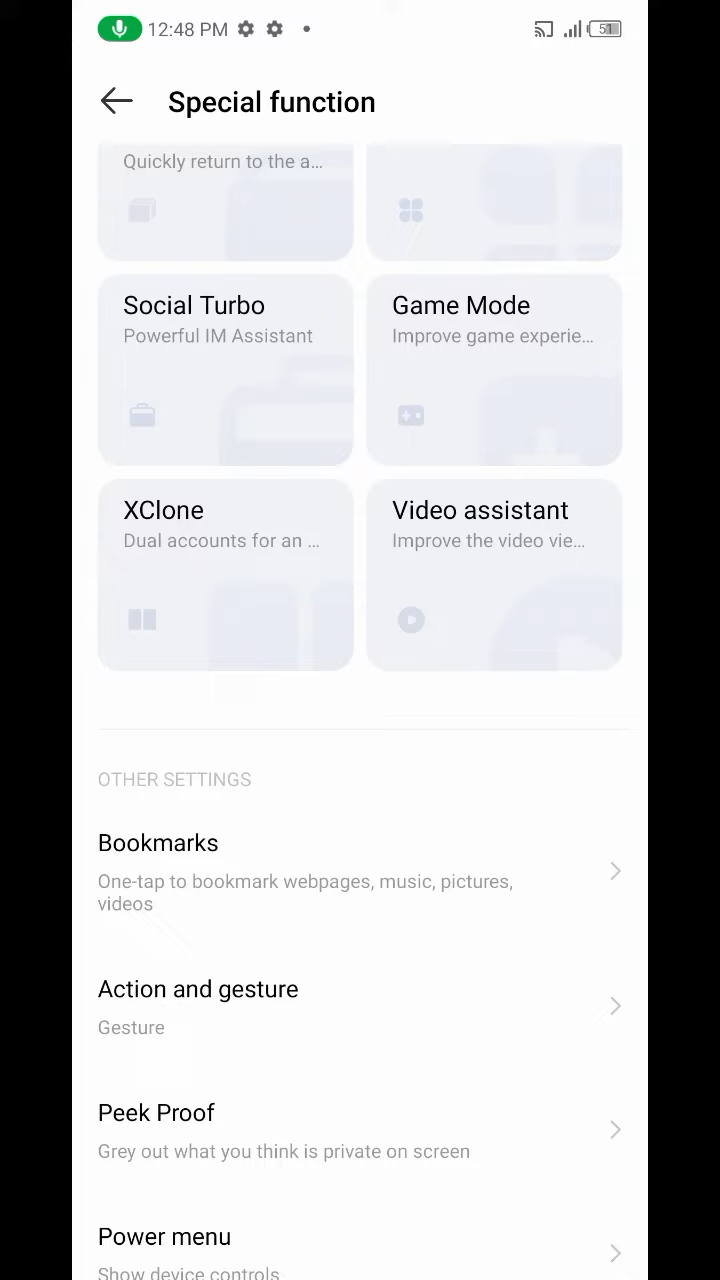 12:48 PM
51
Special function
Quickly return to the a...
Social Turbo
Powerful IM Assistant
Game Mode
Improve game experie...
XClone
Dual accounts for an ...
Video assistant
Improve the video vie...
OTHER SETTINGS
Bookmarks
One-tap to bookmark webpages, music, pictures,
videos
Action and gesture
Gesture
Peek Proof
Grey out what you think is private on screen
Power menu
Show device controls